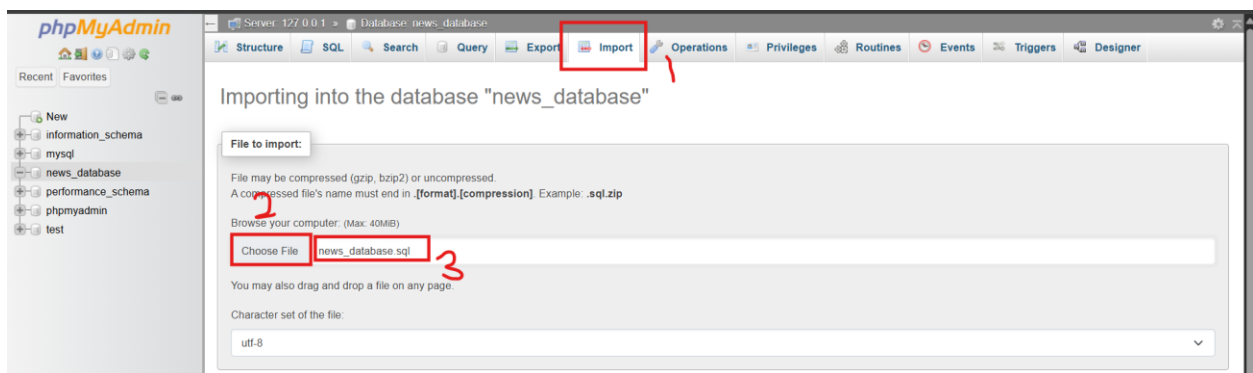 phpMyAdmin
Recent Favorites
New
information_schema
mysql
news_database
performance_schema
phpmyadmin
test
Server: 127.0.0.1 » Database: news_database
Structure SQL Search Query Export Import Operations Privileges Routines Events Triggers Designer
1
Importing into the database "news_database"
File to import:
File may be compressed (gzip, bzip2) or uncompressed.
A compressed file's name must end in .[format].[compression]. Example: .sql.zip
2
Browse your computer: (Max: 40MiB)
Choose File news_database.sql
3
You may also drag and drop a file on any page.
Character set of the file:
utf-8